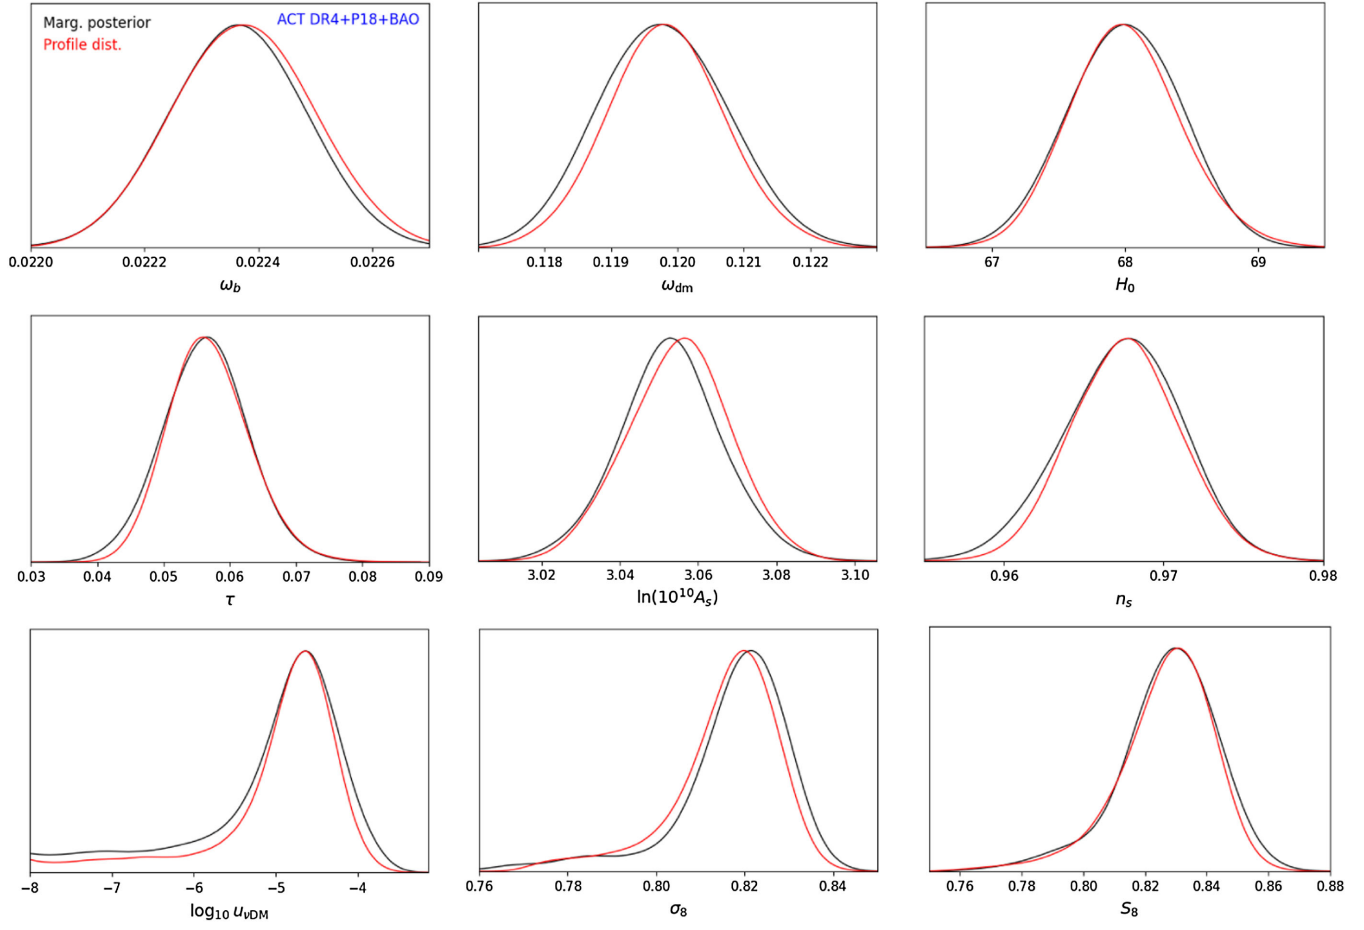 Marg. posterior
Profile dist.
ACT DR4+P18+BAO
0.0220 0.0222 0.0224 0.0226
ω_b
0.118 0.119 0.120 0.121 0.122
ω_dm
67 68 69
H_0
0.03 0.04 0.05 0.06 0.07 0.08 0.09
τ
3.02 3.04 3.06 3.08 3.10
ln(10^10 A_s)
0.96 0.97 0.98
n_s
−8 −7 −6 −5 −4
log_10 u_νDM
0.76 0.78 0.80 0.82 0.84
σ_8
0.76 0.78 0.80 0.82 0.84 0.86 0.88
S_8